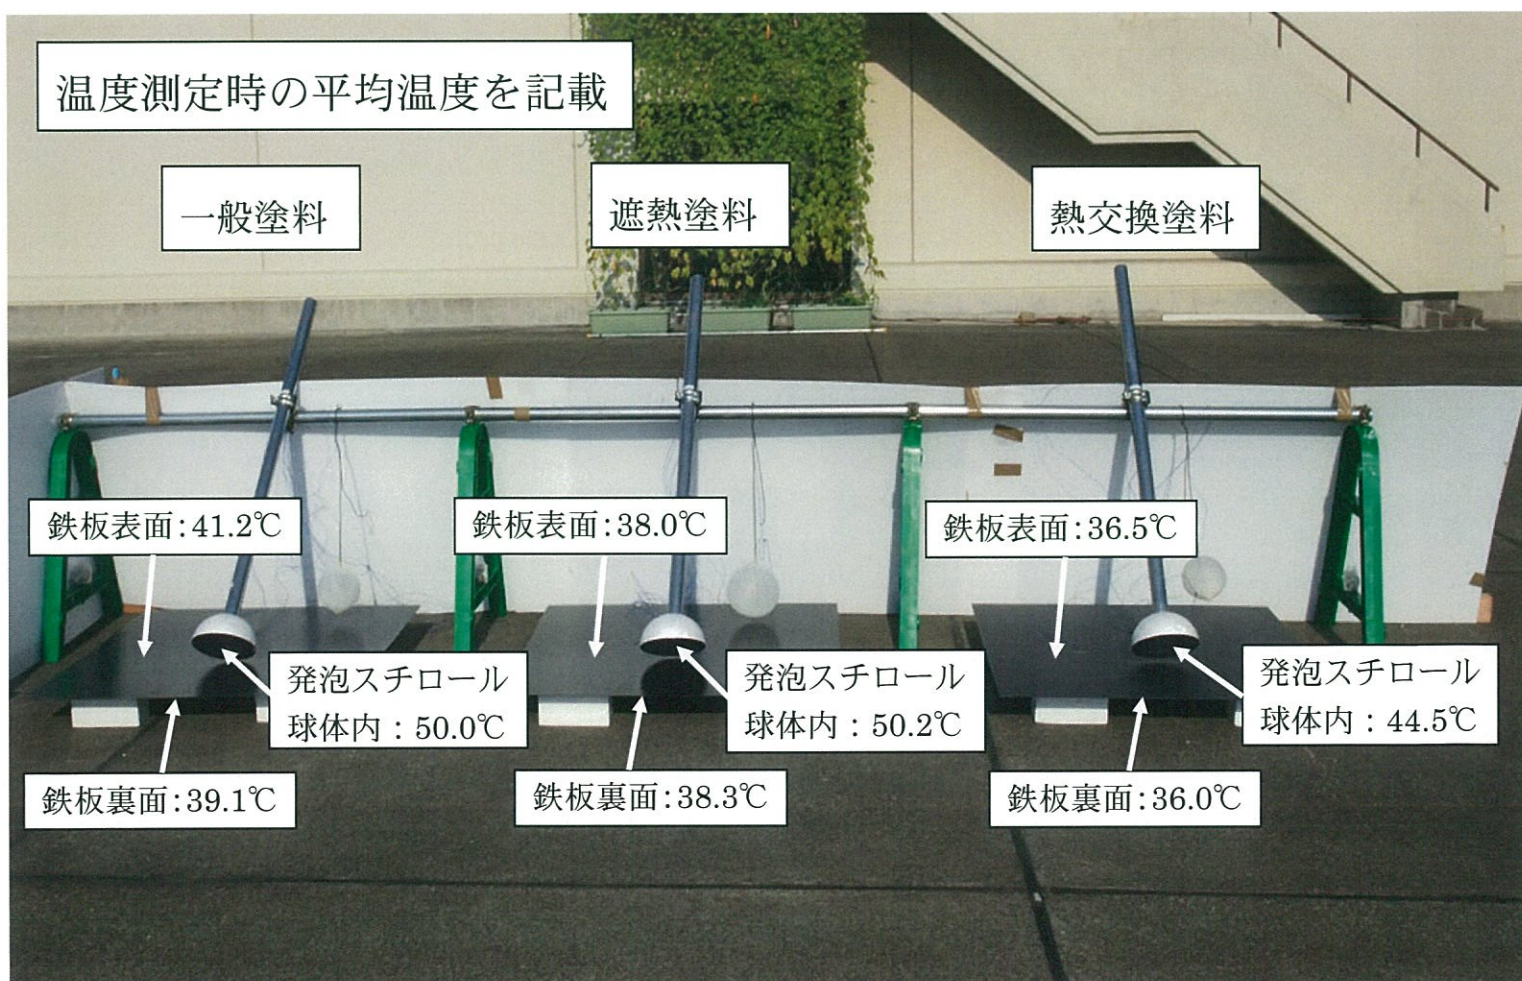 温度測定時の平均温度を記載
一般塗料
遮熱塗料
熱交換塗料
鉄板表面:41.2℃
鉄板表面:38.0℃
鉄板表面:36.5℃
発泡スチロール
球体内：50.0℃
発泡スチロール
球体内：50.2℃
発泡スチロール
球体内：44.5℃
鉄板裏面:39.1℃
鉄板裏面:38.3℃
鉄板裏面:36.0℃